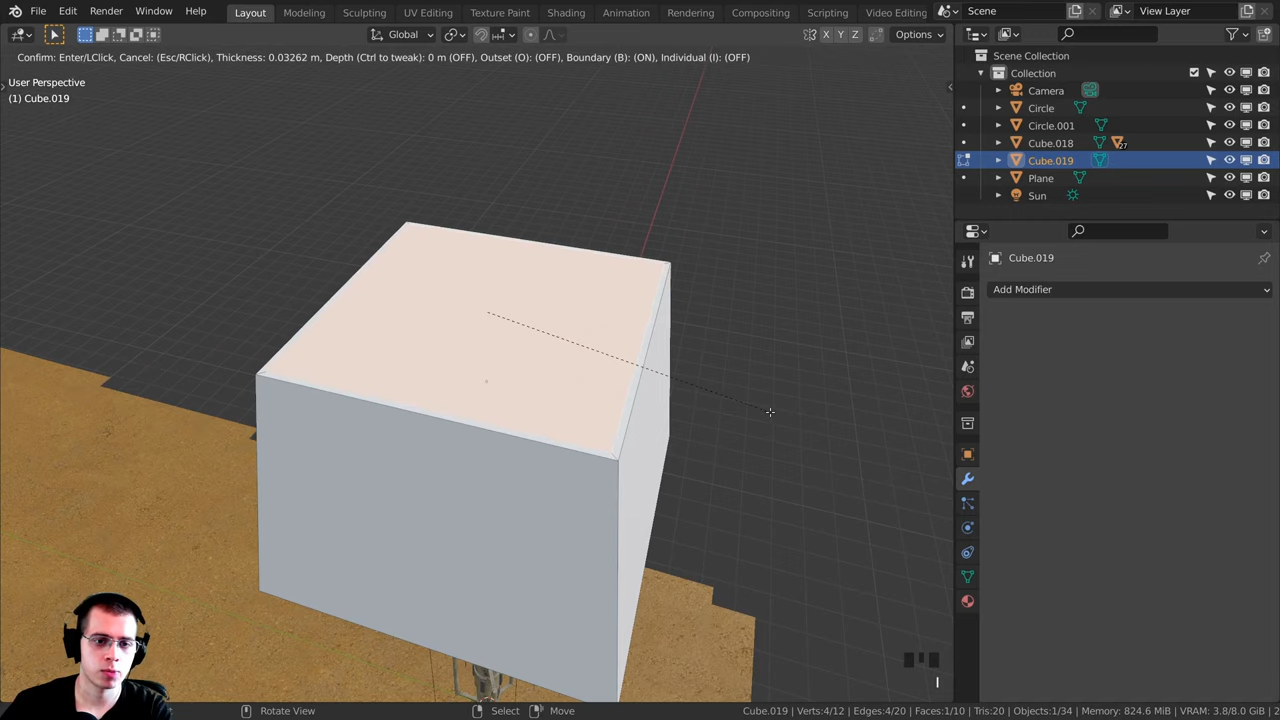 File Edit Render Window Help Layout Modeling Sculpting UV Editing Texture Paint Shading Animation Rendering Compositing Scripting Video Editing Scene View Layer
Global X Y Z Options
Confirm: Enter/LClick, Cancel: (Esc/RClick), Thickness: 0.03262 m, Depth (Ctrl to tweak): 0 m (OFF), Outset (O): (OFF), Boundary (B): (ON), Individual (I): (OFF)
User Perspective
(1) Cube.019
Scene Collection
Collection
Camera
Circle
Circle.001
Cube.018 27
Cube.019
Plane
Sun
Cube.019
Add Modifier
I
Rotate View Select Move Cube.019 | Verts:4/12 | Edges:4/20 | Faces:1/10 | Tris:20 | Objects:1/34 | Memory: 824.6 MiB | VRAM: 3.8/8.0 GiB | 2